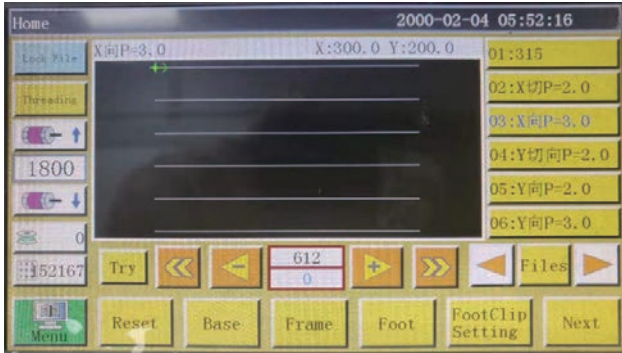 Home 2000-02-04 05:52:16
Lock File
X向P=3.0 X:300.0 Y:200.0
01:315
Threading
02:X切P=2.0
03:X向P=3.0
1800
04:Y切向P=2.0
05:Y向P=2.0
0
06:Y向P=3.0
152167
Try
612
0
Files
Menu
Reset
Base
Frame
Foot
FootClip
Setting
Next